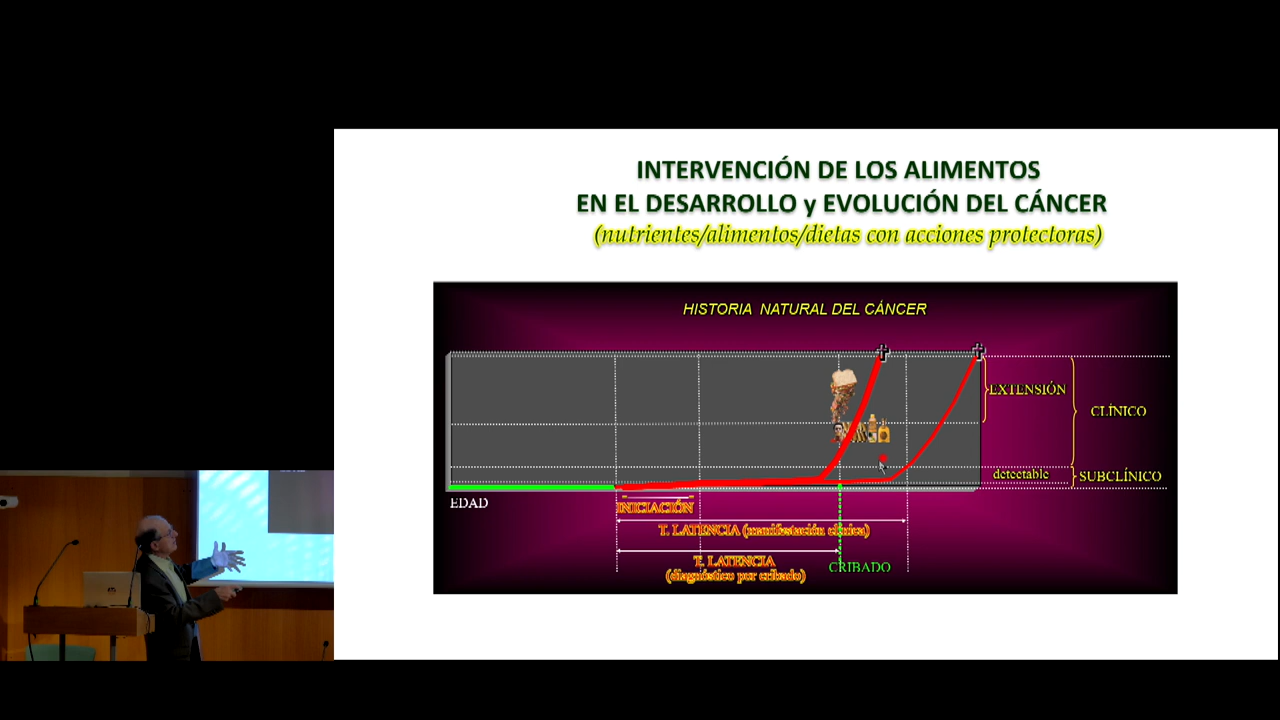 INTERVENCIÓN DE LOS ALIMENTOS
EN EL DESARROLLO y EVOLUCIÓN DEL CÁNCER
(nutrientes/alimentos/dietas con acciones protectoras)
HISTORIA NATURAL DEL CÁNCER
EXTENSIÓN
CLÍNICO
detectable
SUBCLÍNICO
EDAD
INICIACIÓN
T. LATENCIA (manifestación clínica)
T. LATENCIA
(diagnóstico por cribado)
CRIBADO